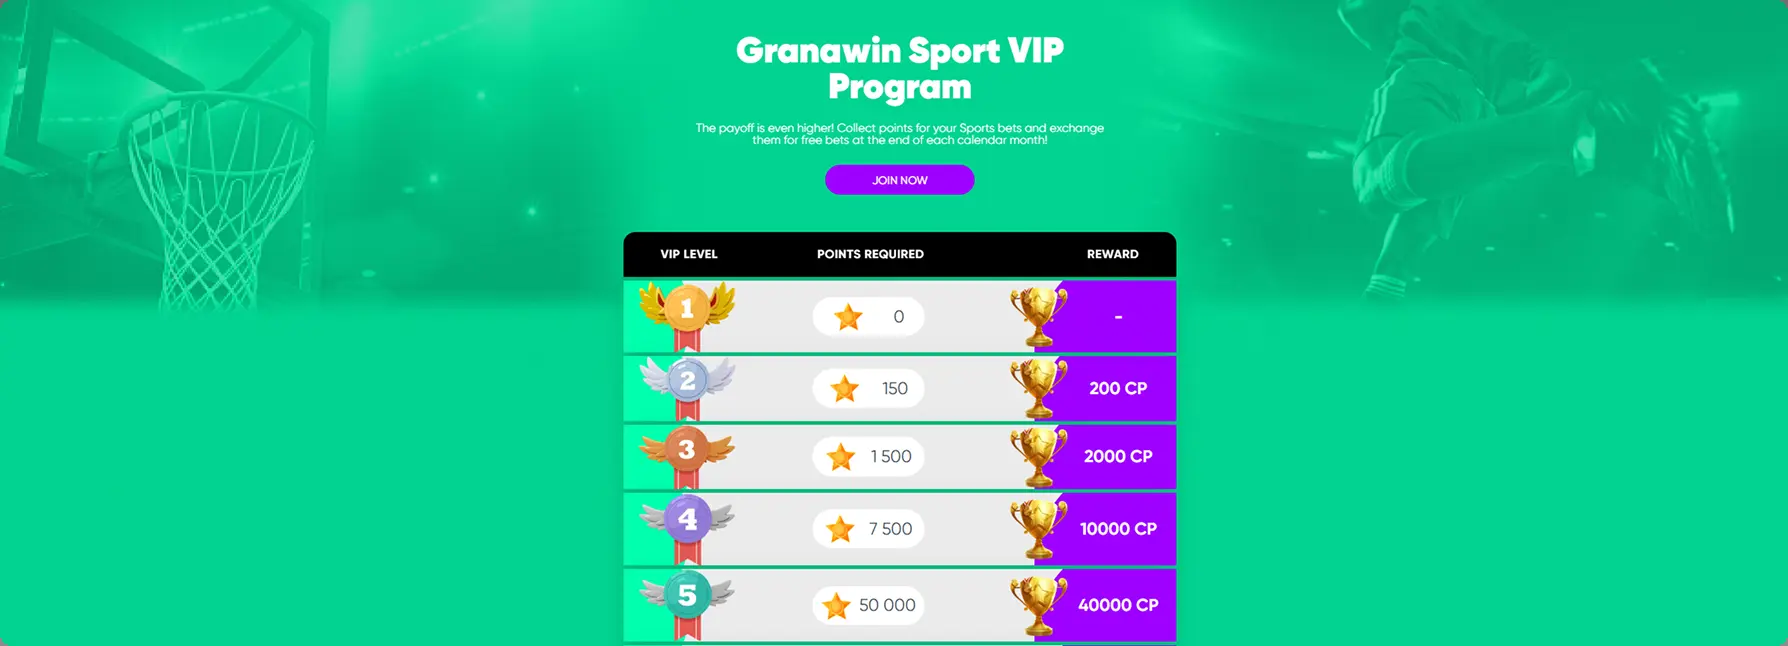 Granawin Sport VIP
Program
The payoff is even higher! Collect points for your Sports bets and exchange
them for free bets at the end of each calendar month!
JOIN NOW
VIP LEVEL POINTS REQUIRED REWARD
1 0 -
2 150 200 CP
3 1 500 2000 CP
4 7 500 10000 CP
5 50 000 40000 CP